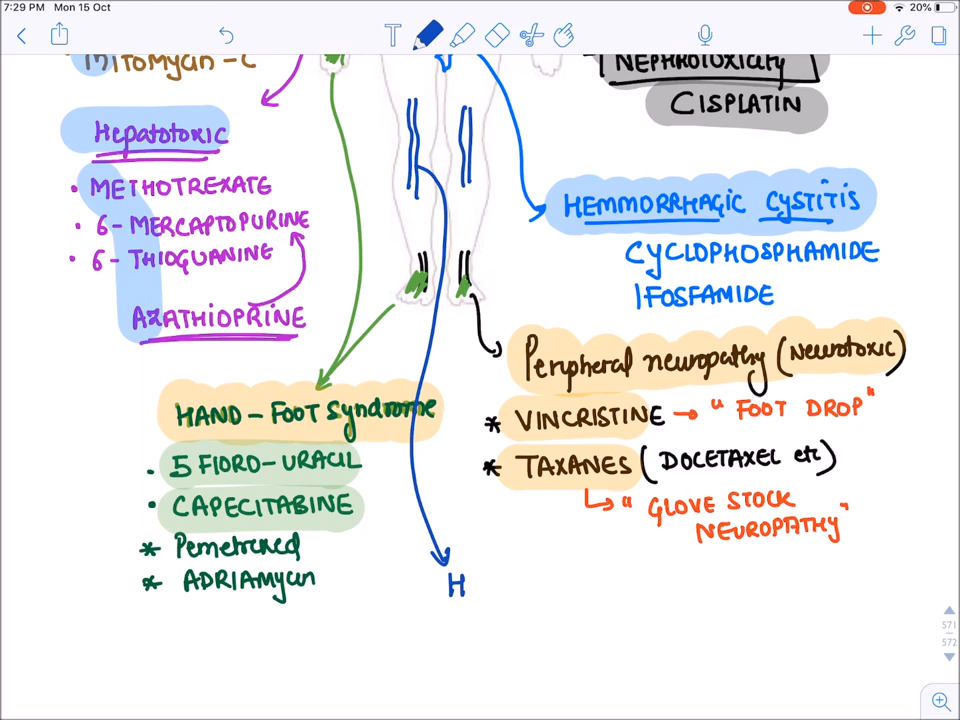 7:29 PM Mon 15 Oct
20%
T
mitomycin - C
NEPHROTOXICITY
CISPLATIN
Hepatotoxic
• METHOTREXATE
• 6 - MERCAPTOPURINE
• 6 - THIOGUANINE
AZATHIOPRINE
HEMMORRHAGIC CYSTITIS
CYCLOPHOSPHAMIDE
IFOSFAMIDE
Peripheral neuropathy (Neurotoxic)
* VINCRISTINE → "FOOT DROP"
* TAXANES (DOCETAXEL etc)
"GLOVE STOCK
NEUROPATHY"
HAND - FOOT Syndrome
• 5 FlORO - URACIL
• CAPECITABINE
* Pemetrexed
* ADRIAMycin
H
571
572